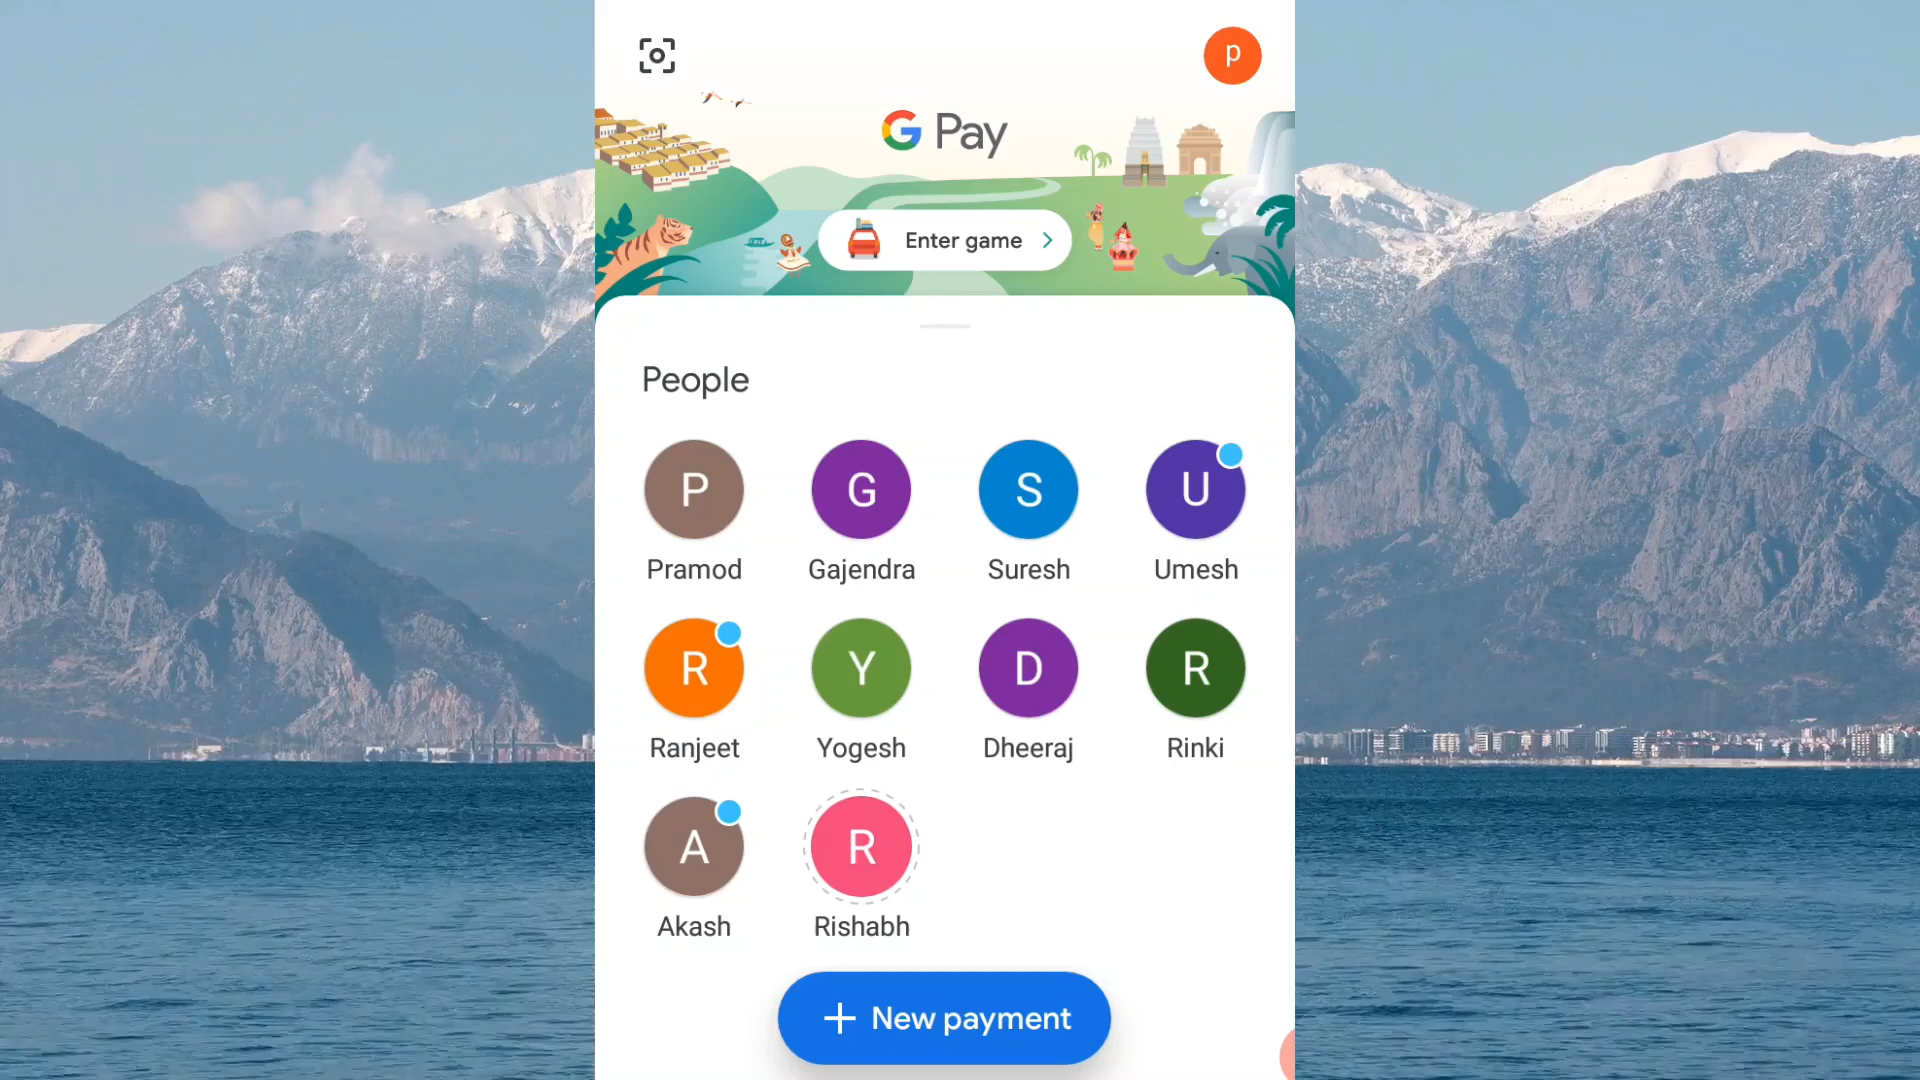 p
G Pay
Enter game
People
P G S U
Pramod Gajendra Suresh Umesh
R Y D R
Ranjeet Yogesh Dheeraj Rinki
A R
Akash Rishabh
+ New payment